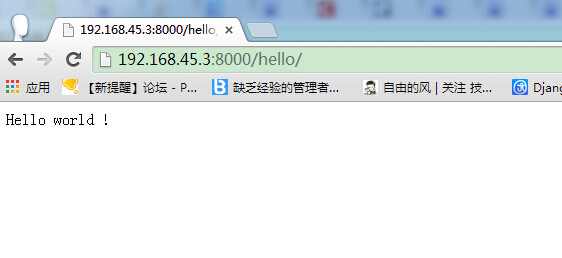 192.168.45.3:8000/hello/
192.168.45.3:8000/hello/
应用 【新提醒】论坛 - P... 缺乏经验的管理者... 自由的风 | 关注 技... Djang
Hello world !